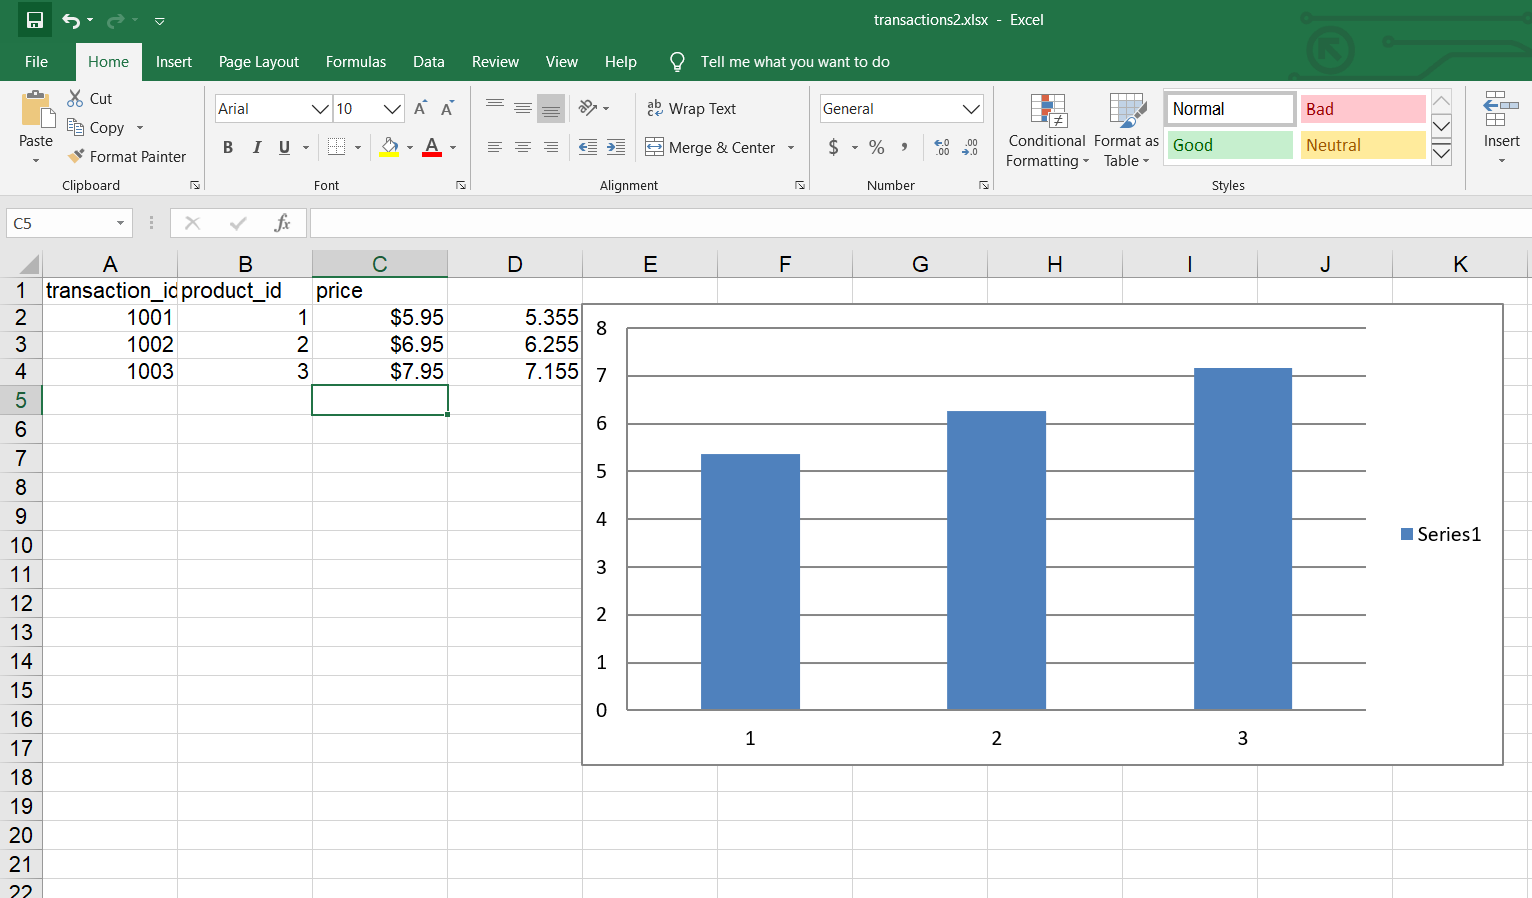 transactions2.xlsx - Excel
File Home Insert Page Layout Formulas Data Review View Help Tell me what you want to do
Paste
Cut
Copy
Format Painter
Clipboard
Arial 10 A A
B I U A
Font
Wrap Text
Merge & Center
Alignment
General
$ % ,
Number
Conditional Formatting
Format as Table
Normal Bad
Good Neutral
Styles
Insert
C5 fx
A B C D E F G H I J K
1 transaction_id product_id price
2 1001 1 $5.95 5.355
3 1002 2 $6.95 6.255
4 1003 3 $7.95 7.155
5
6
7
8
9
10
11
12
13
14
15
16
17
18
19
20
21
22
8
7
6
5
4
3
2
1
0
1 2 3
Series1